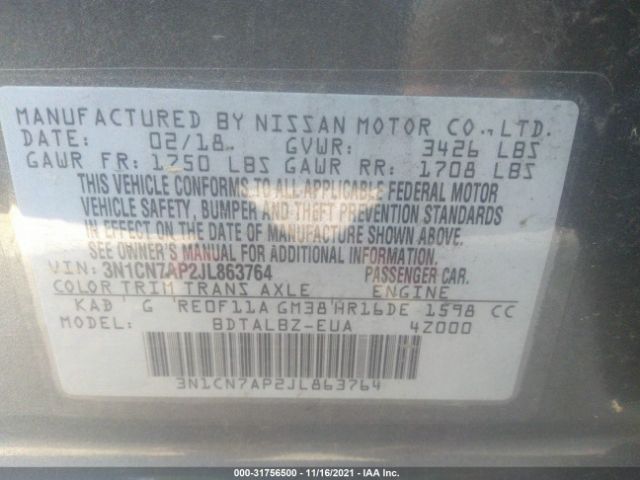 MANUFACTURED BY NISSAN MOTOR CO., LTD.
DATE: 02/18 GVWR: 3426 LBS
GAWR FR: 1750 LBS GAWR RR: 1708 LBS
THIS VEHICLE CONFORMS TO ALL APPLICABLE FEDERAL MOTOR
VEHICLE SAFETY, BUMPER AND THEFT PREVENTION STANDARDS
IN EFFECT ON THE DATE OF MANUFACTURE SHOWN ABOVE.
SEE OWNER'S MANUAL FOR ADDITIONAL INFORMATION.
VIN: 3N1CN7AP2JL863764 PASSENGER CAR.
COLOR TRIM TRANS AXLE ENGINE
KAD G RE0F11A GM38 HR16DE 1598 CC
MODEL: BDTALBZ-EUA 4Z000
3N1CN7AP2JL863764
000-31756500 - 11/16/2021 - IAA Inc.